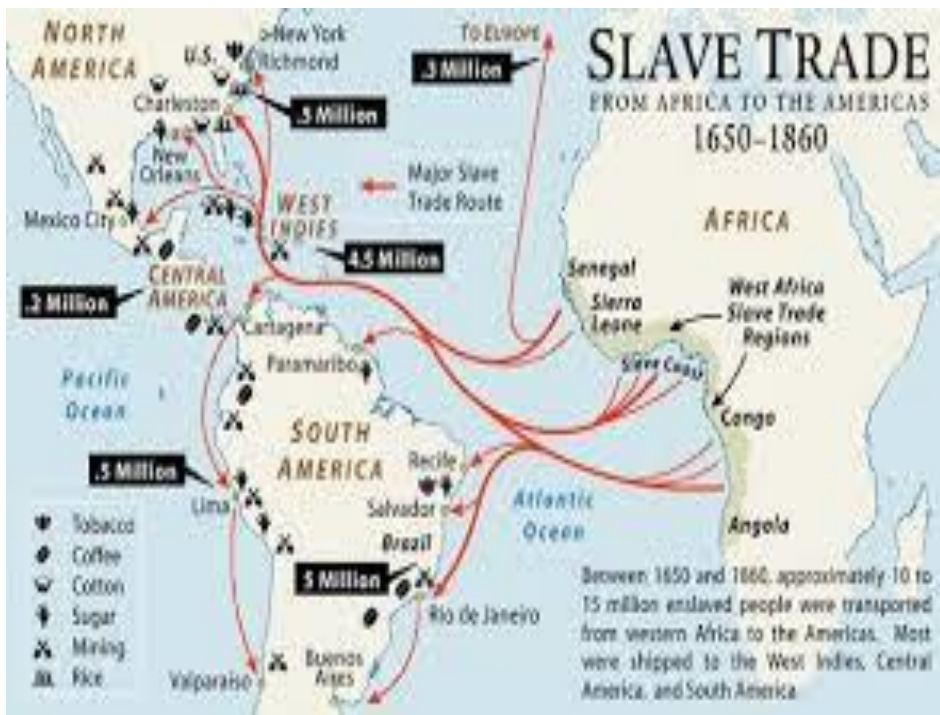 SLAVE TRADE
FROM AFRICA TO THE AMERICAS
1650–1860
NORTH
AMERICA
U.S.
New York
Richmond
TO EUROPE
.3 Million
.5 Million
Charleston
New
Orleans
Major Slave
Trade Route
Mexico City
WEST
INDIES
4.5 Million
CENTRAL
AMERICA
.2 Million
AFRICA
Senegal
Sierra
Leone
West Africa
Slave Trade
Regions
Slave Coast
Cartagena
Paramaribo
Pacific
Ocean
Congo
SOUTH
AMERICA
Recife
.5 Million
Lima
Salvador
Atlantic
Ocean
Angola
Brazil
5 Million
Rio de Janeiro
Buenos
Aires
Valparaiso
Tobacco
Coffee
Cotton
Sugar
Mining
Rice
Between 1650 and 1860, approximately 10 to
15 million enslaved people were transported
from western Africa to the Americas. Most
were shipped to the West Indies, Central
America, and South America.